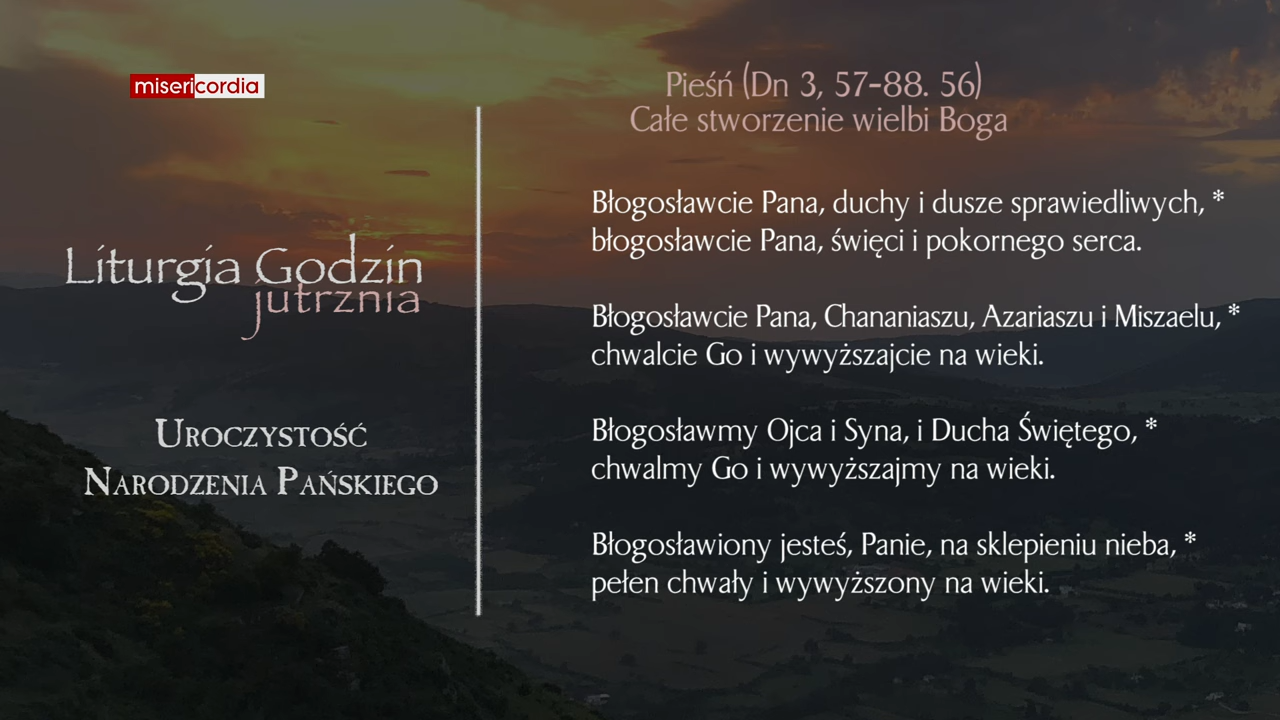 misericordia
Liturgia Godzin
jutrznia
Uroczystość
Narodzenia Pańskiego
Pieśń (Dn 3, 57-88. 56)
Całe stworzenie wielbi Boga
Błogosławcie Pana, duchy i dusze sprawiedliwych, *
błogosławcie Pana, święci i pokornego serca.
Błogosławcie Pana, Chananiaszu, Azariaszu i Miszaelu, *
chwalcie Go i wywyższajcie na wieki.
Błogosławmy Ojca i Syna, i Ducha Świętego, *
chwalmy Go i wywyższajmy na wieki.
Błogosławiony jesteś, Panie, na sklepieniu nieba, *
pełen chwały i wywyższony na wieki.